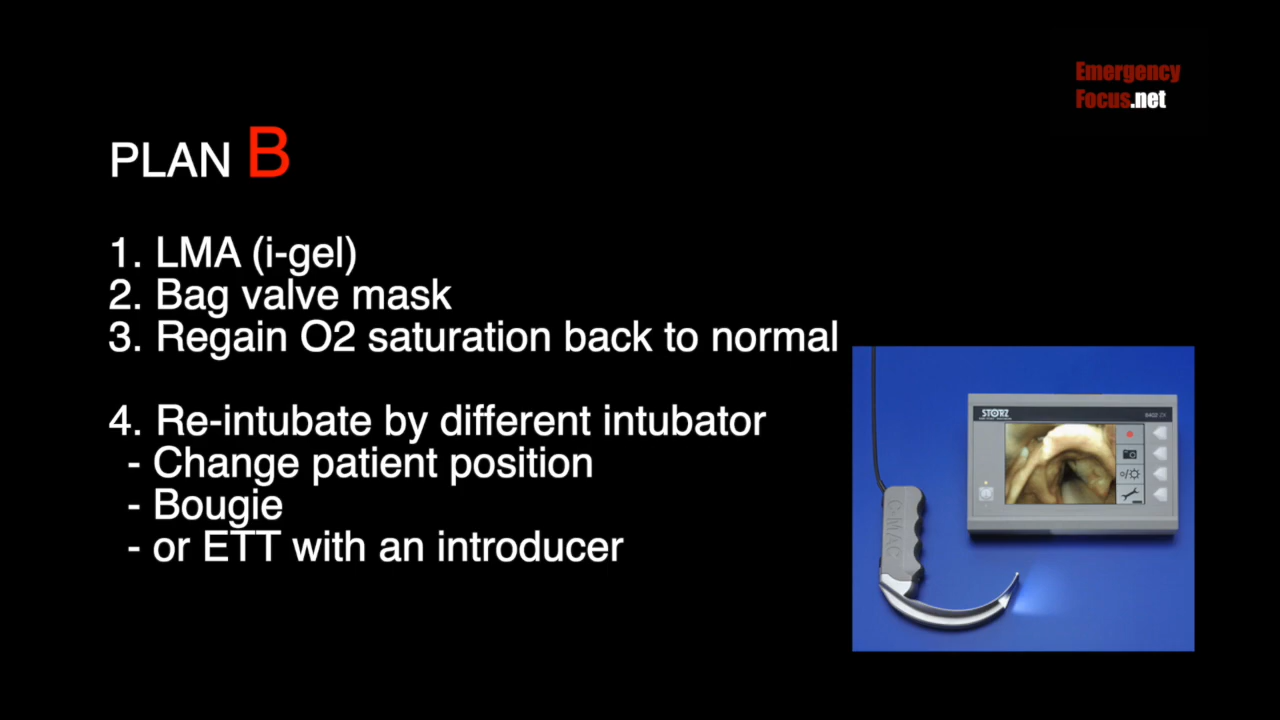 Emergency
Focus.net
PLAN B
1. LMA (i-gel)
2. Bag valve mask
3. Regain O2 saturation back to normal
4. Re-intubate by different intubator
- Change patient position
- Bougie
- or ETT with an introducer
STORZ
C-MAC